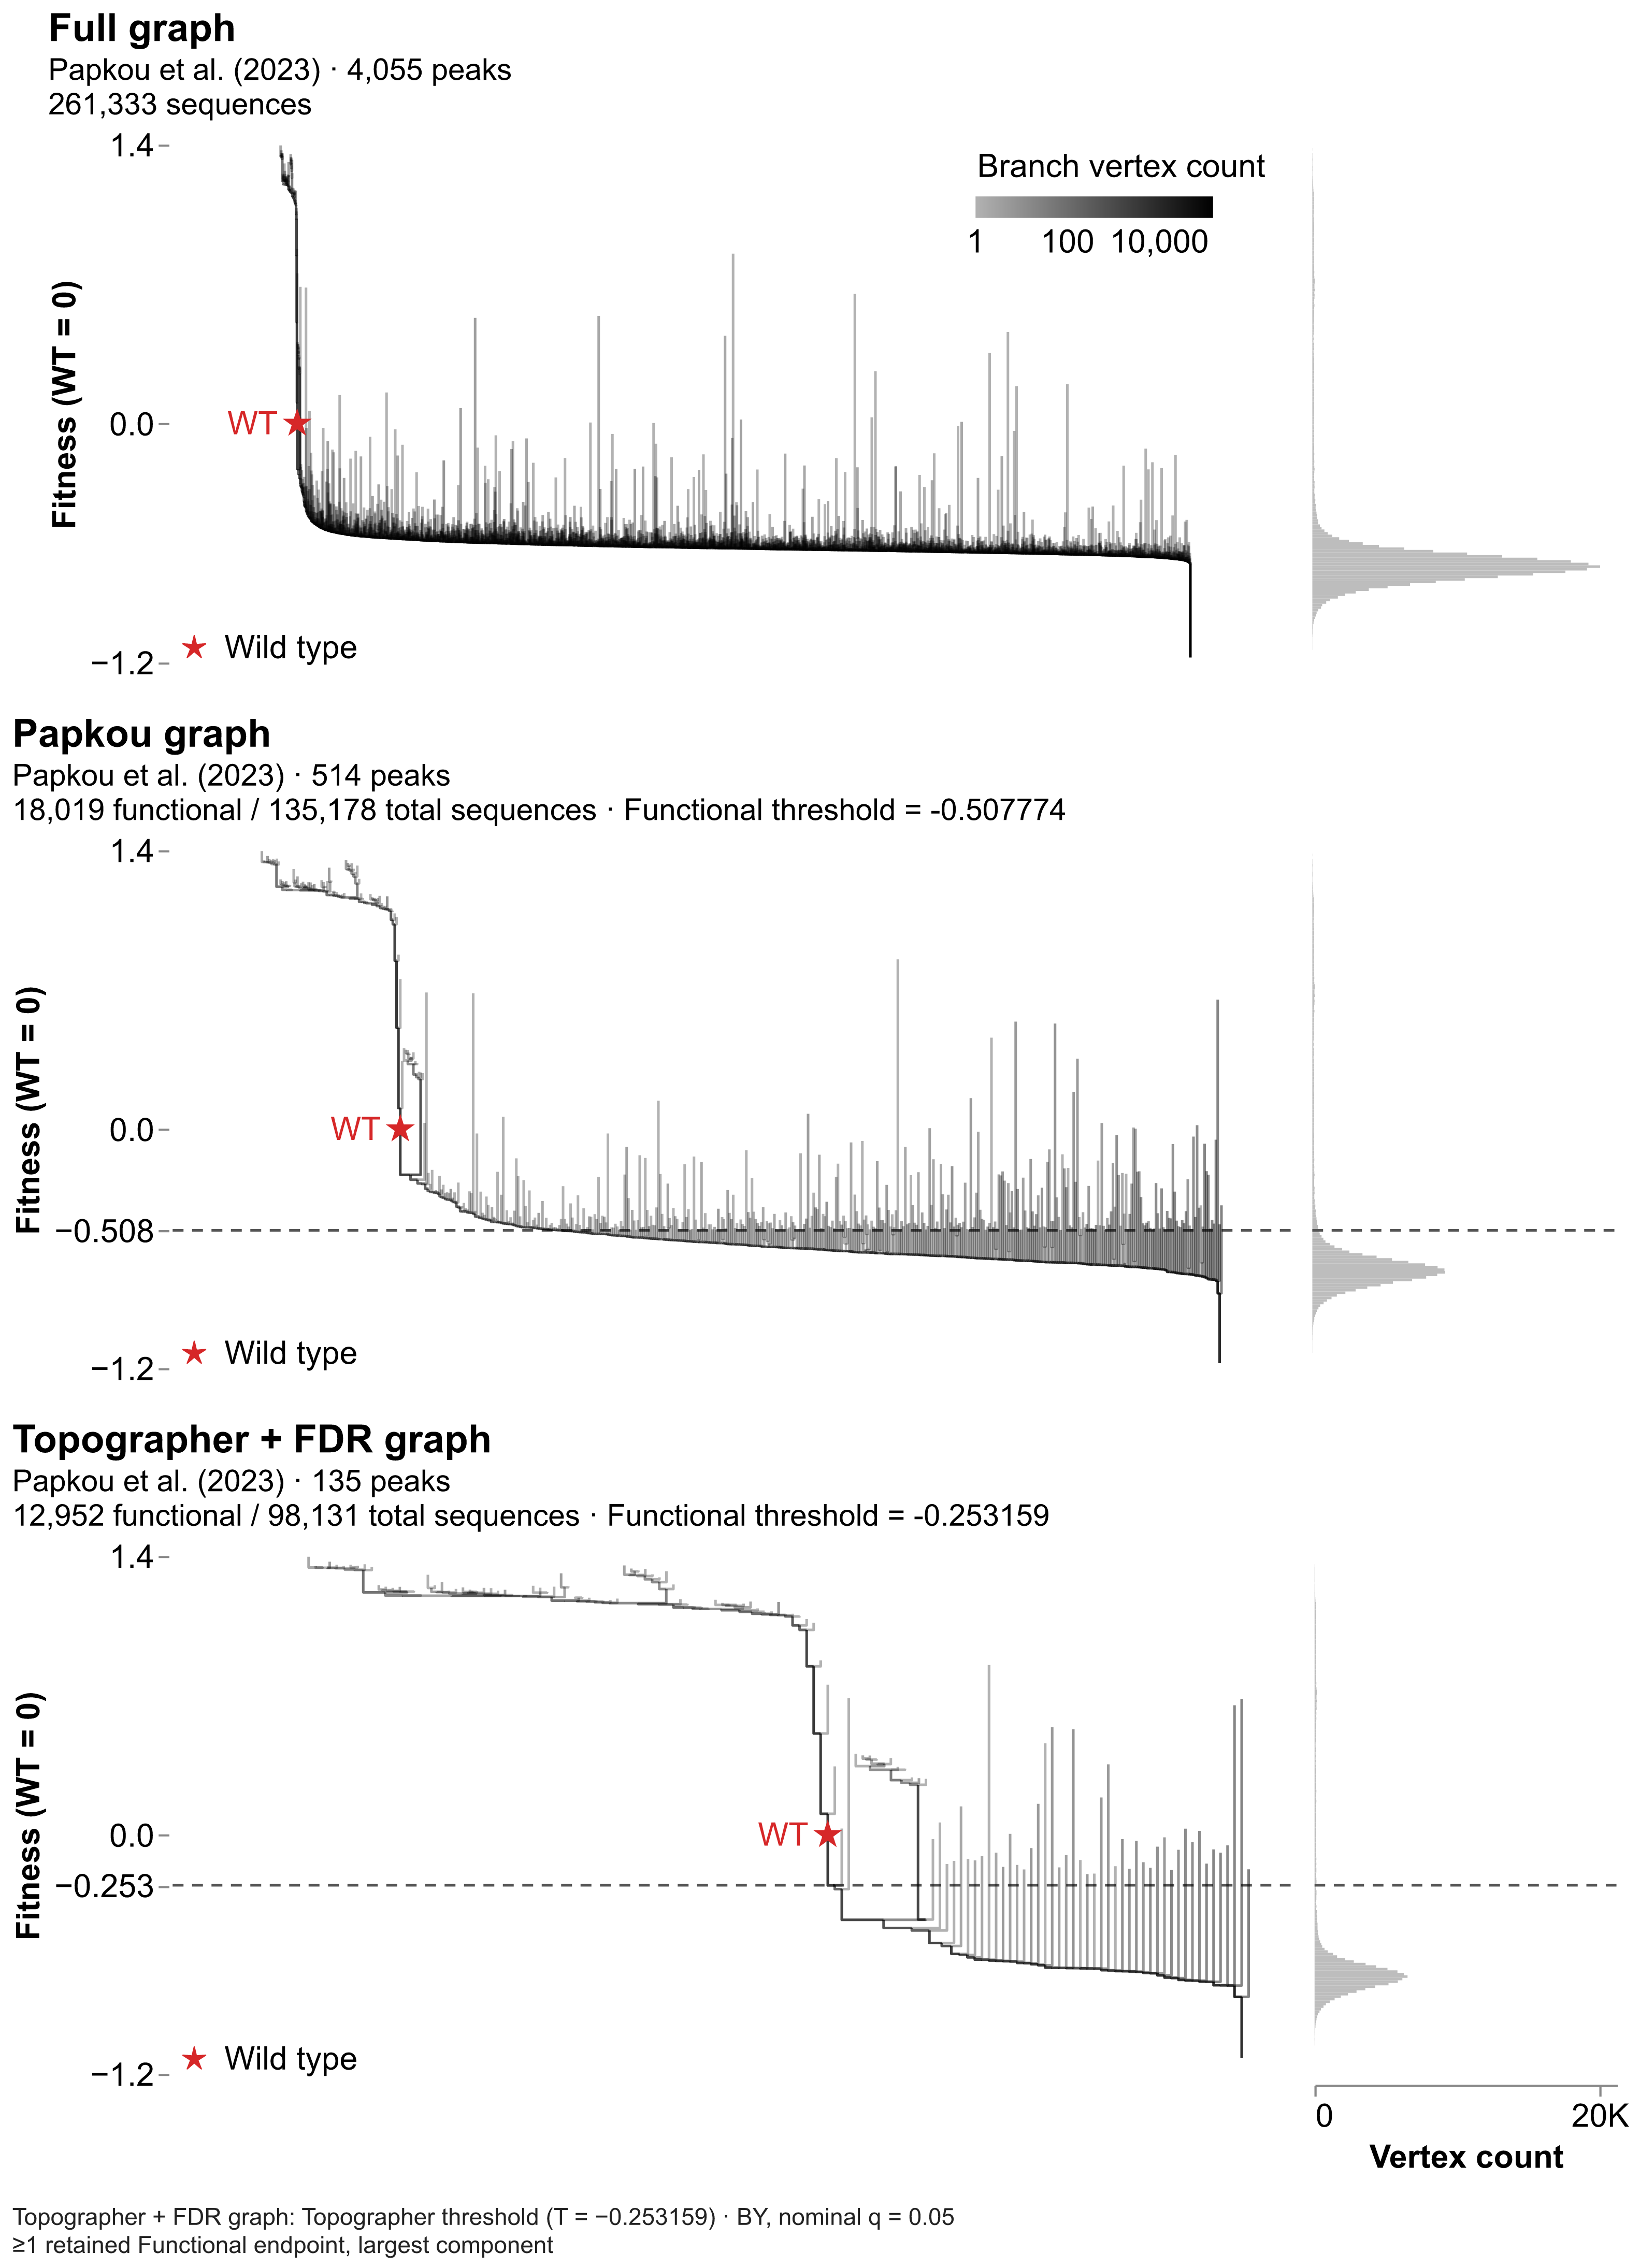 Full graph
Papkou et al. (2023) · 4,055 peaks
261,333 sequences
1.4
Branch vertex count
1 100 10,000
Fitness (WT = 0)
WT
0.0
Wild type
−1.2
Papkou graph
Papkou et al. (2023) · 514 peaks
18,019 functional / 135,178 total sequences · Functional threshold = -0.507774
1.4
Fitness (WT = 0)
WT
0.0
−0.508
Wild type
−1.2
Topographer + FDR graph
Papkou et al. (2023) · 135 peaks
12,952 functional / 98,131 total sequences · Functional threshold = -0.253159
1.4
Fitness (WT = 0)
WT
0.0
−0.253
Wild type
−1.2
0 20K
Vertex count
Topographer + FDR graph: Topographer threshold (T = −0.253159) · BY, nominal q = 0.05
≥1 retained Functional endpoint, largest component